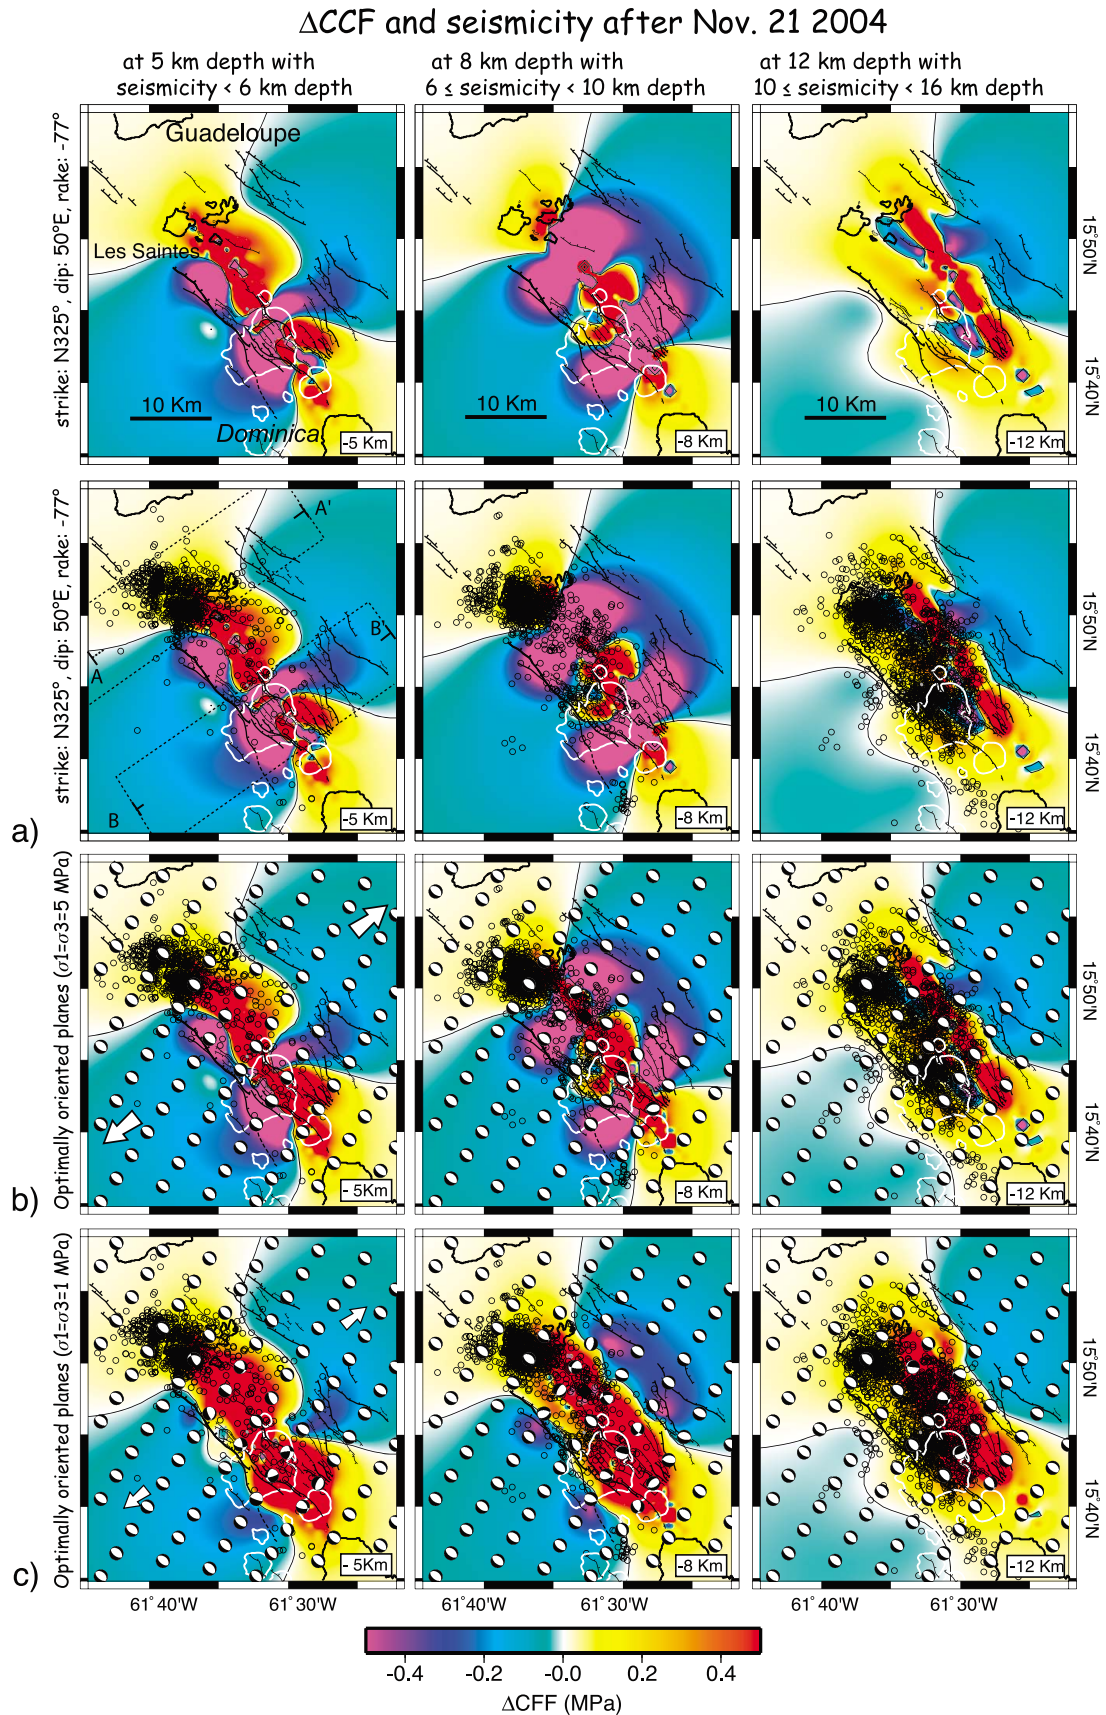 ΔCCF and seismicity after Nov. 21 2004
at 5 km depth with
seismicity < 6 km depth
at 8 km depth with
6 ≤ seismicity < 10 km depth
at 12 km depth with
10 ≤ seismicity < 16 km depth
strike: N325°, dip: 50°E, rake: -77°
Guadeloupe
Les Saintes
10 Km
Dominica
-5 Km
10 Km
-8 Km
10 Km
-12 Km
15°50'N
15°40'N
a)
strike: N325°, dip: 50°E, rake: -77°
A'
B
A
B
-5 Km
-8 Km
-12 Km
15°50'N
15°40'N
b)
Optimally oriented planes (σ1=σ3=5 MPa)
- 5Km
-8 Km
-12 Km
15°50'N
15°40'N
c)
Optimally oriented planes (σ1=σ3=1 MPa)
- 5Km
-8 Km
-12 Km
15°50'N
15°40'N
61°40'W 61°30'W
61°40'W 61°30'W
61°40'W 61°30'W
-0.4 -0.2 -0.0 0.2 0.4
ΔCFF (MPa)